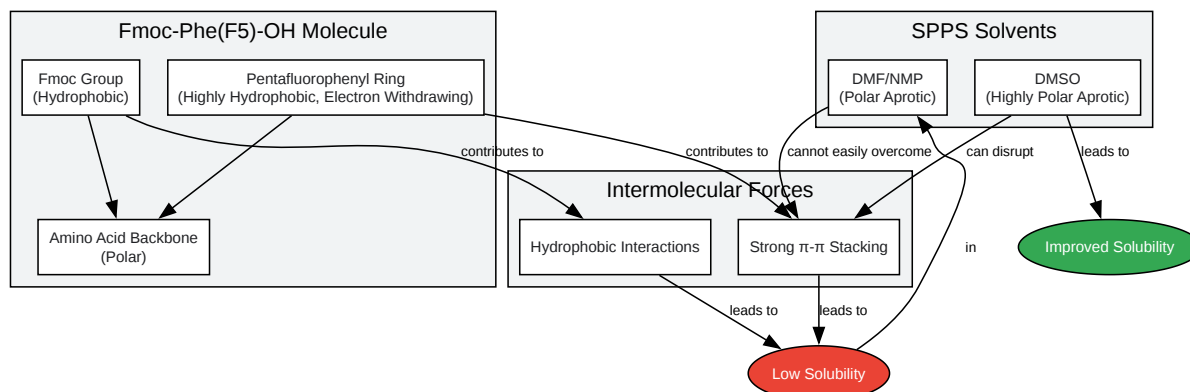 Fmoc-Phe(F5)-OH Molecule
SPPS Solvents
Fmoc Group
(Hydrophobic)
Pentafluorophenyl Ring
(Highly Hydrophobic, Electron Withdrawing)
DMF/NMP
(Polar Aprotic)
DMSO
(Highly Polar Aprotic)
contributes to
contributes to
cannot easily overcome
can disrupt
leads to
Intermolecular Forces
Amino Acid Backbone
(Polar)
Hydrophobic Interactions
Strong π-π Stacking
in
Improved Solubility
leads to
leads to
Low Solubility